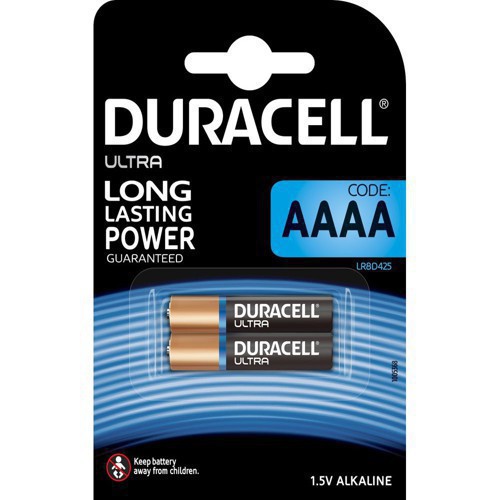 DURACELL®
ULTRA
LONG
LASTING
POWER
GUARANTEED
CODE:
AAAA
LR8D425
DURACELL
ULTRA
DURACELL
ULTRA
Keep battery
away from children.
1.5V ALKALINE